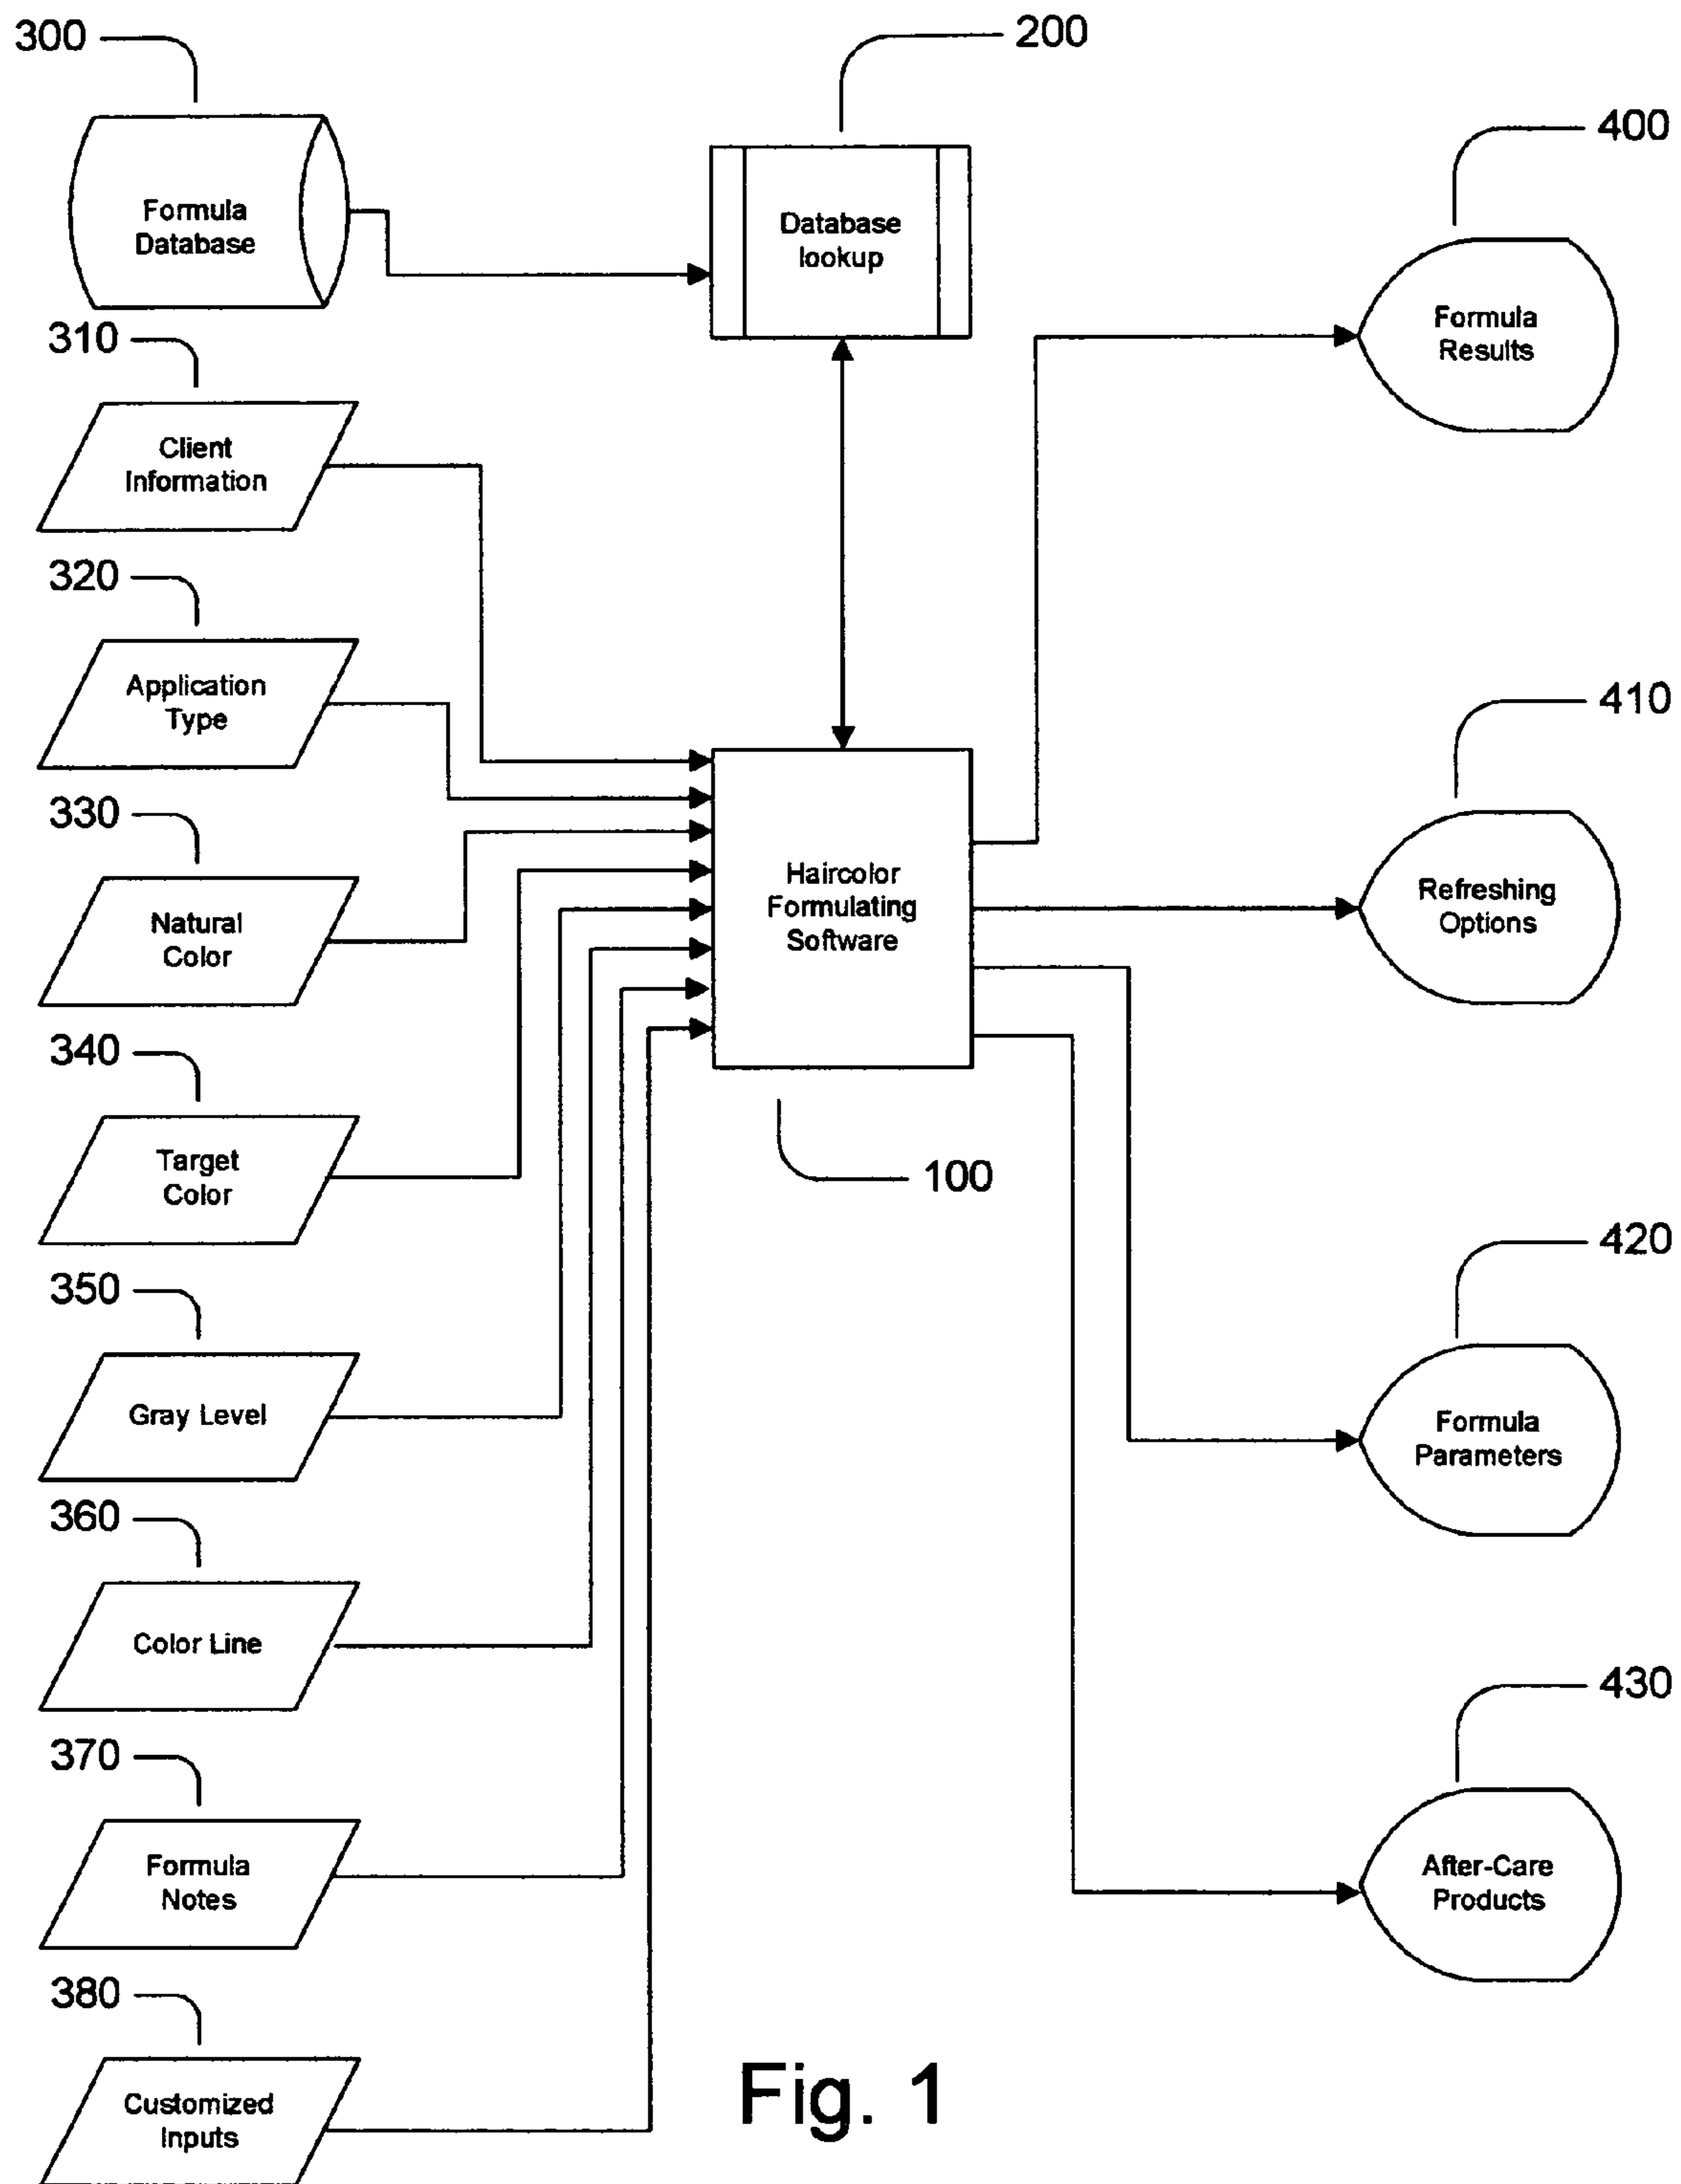 300
Formula
Database
200
Database
lookup
400
Formula
Results
310
Client
Information
320
Application
Type
330
Natural
Color
340
Target
Color
350
Gray Level
360
Color Line
370
Formula
Notes
380
Customized
Inputs
Haircolor
Formulating
Software
100
410
Refreshing
Options
420
Formula
Parameters
430
After-Care
Products
Fig. 1